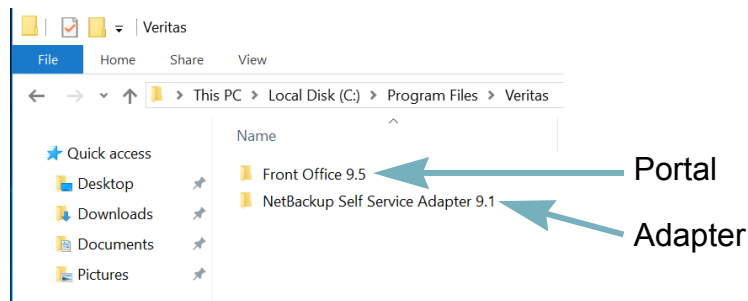 Veritas
File Home Share View
This PC > Local Disk (C:) > Program Files > Veritas
Name
Quick access
Desktop
Downloads
Documents
Pictures
Front Office 9.5
NetBackup Self Service Adapter 9.1
Portal
Adapter